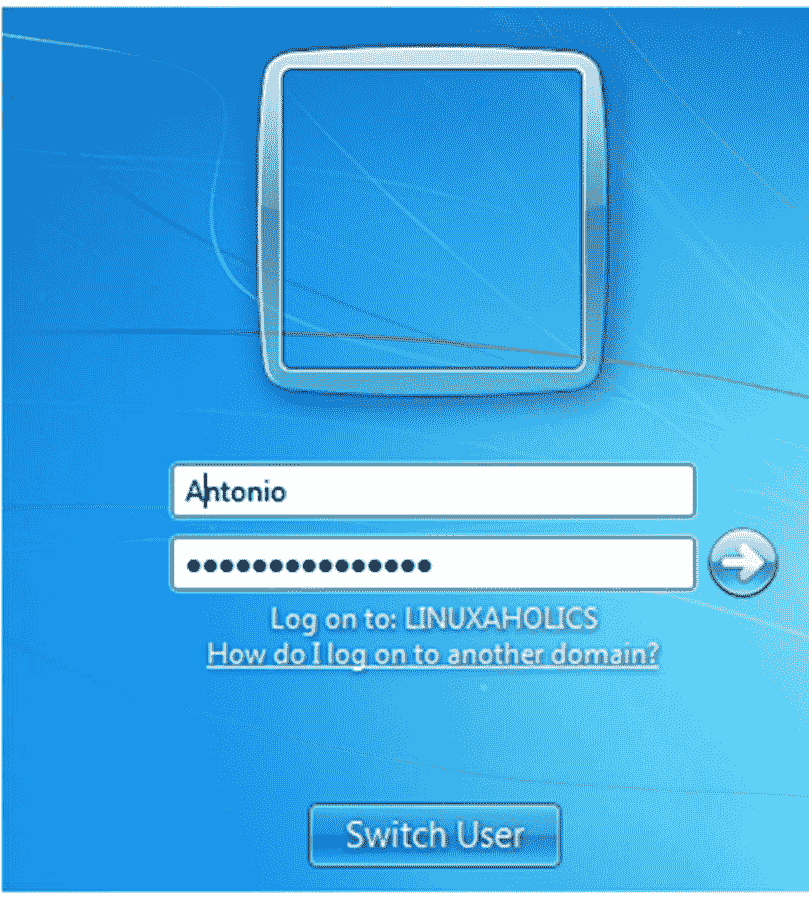 Antonio
●●●●●●●●●●●●●●●
Log on to: LINUXAHOLICS
How do I log on to another domain?
Switch User